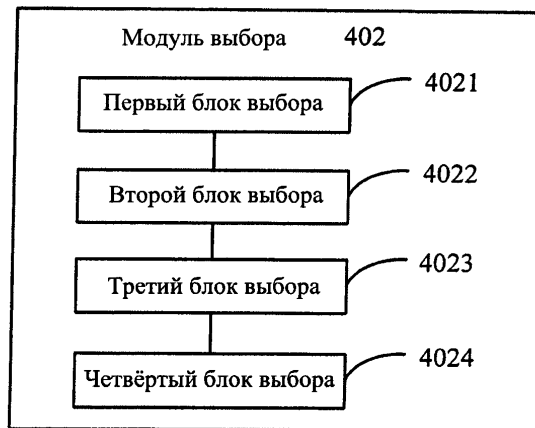 Модуль выбора 402
Первый блок выбора 4021
Второй блок выбора 4022
Третий блок выбора 4023
Четвёртый блок выбора 4024